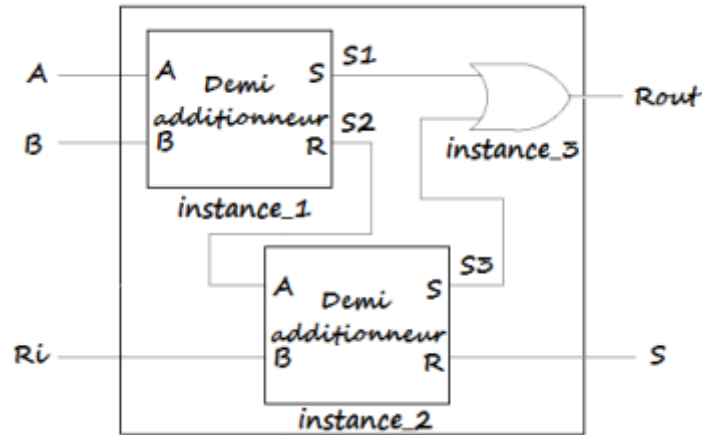 A
A
Demi
additionneur
S
S1
B
B
R
S2
instance_1
Rout
instance_3
A
Demi
additionneur
S
S3
Ri
B
R
S
instance_2